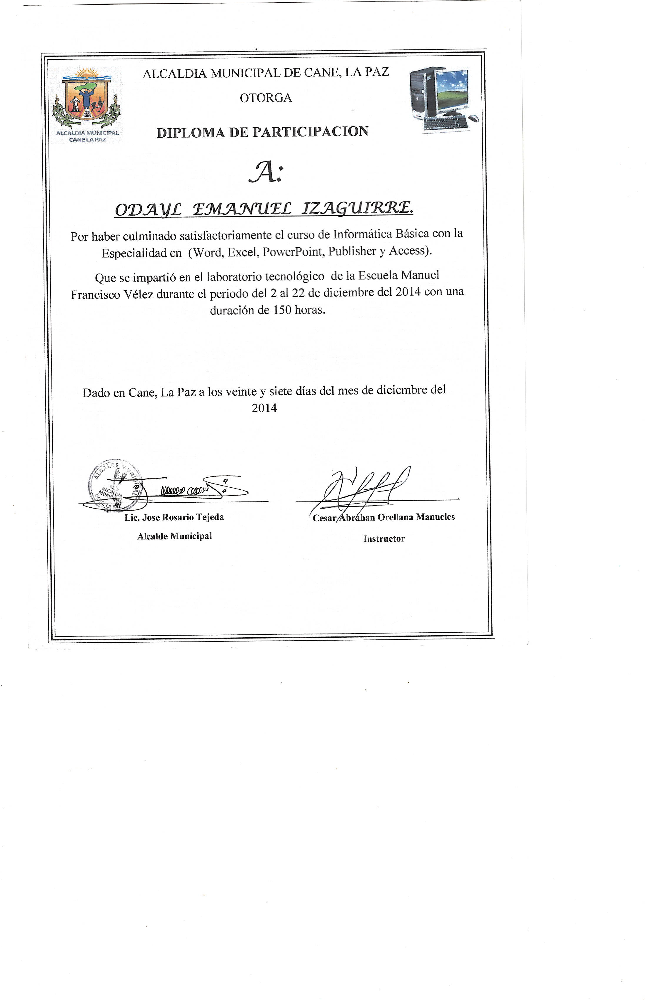 ALCALDIA MUNICIPAL DE CANE, LA PAZ
OTORGA
ALCALDIA MUNICIPAL
CANE LA PAZ
DIPLOMA DE PARTICIPACION
A:
ODAYL EMANUEL IZAGUIRRE.
Por haber culminado satisfactoriamente el curso de Informática Básica con la
Especialidad en (Word, Excel, PowerPoint, Publisher y Access).
Que se impartió en el laboratorio tecnológico de la Escuela Manuel
Francisco Vélez durante el periodo del 2 al 22 de diciembre del 2014 con una
duración de 150 horas.
Dado en Cane, La Paz a los veinte y siete días del mes de diciembre del
2014
ALCALDE MUNICIPAL
ALCALDIA
MUNICIPAL
CANE, LA PAZ
Lic. Jose Rosario Tejeda
Cesar Abrahan Orellana Manueles
Alcalde Municipal
Instructor